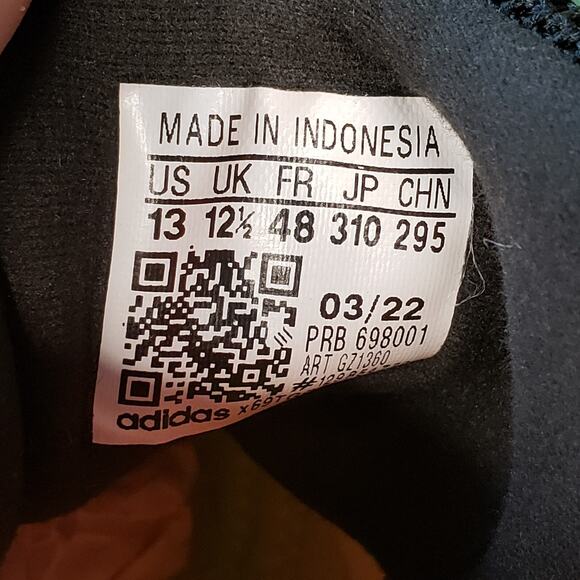 MADE IN INDONESIA
US UK FR JP CHN
13 12½ 48 310 295
03/22
PRB 698001
ART GZ1360
adidas